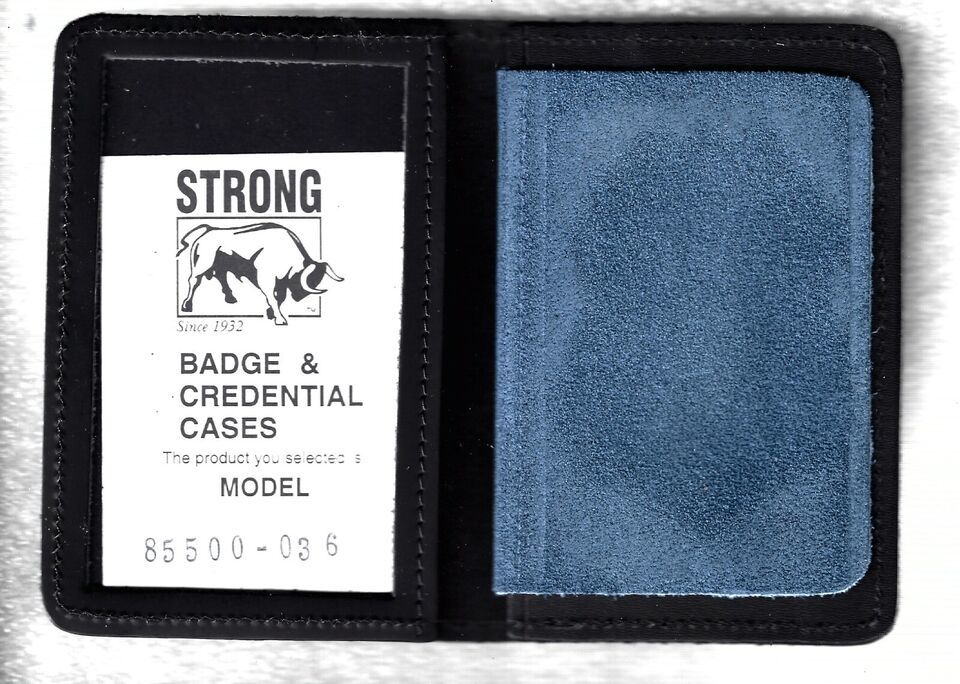 STRONG
Since 1932
BADGE &
CREDENTIAL
CASES
The product you selected is
MODEL
85500-036